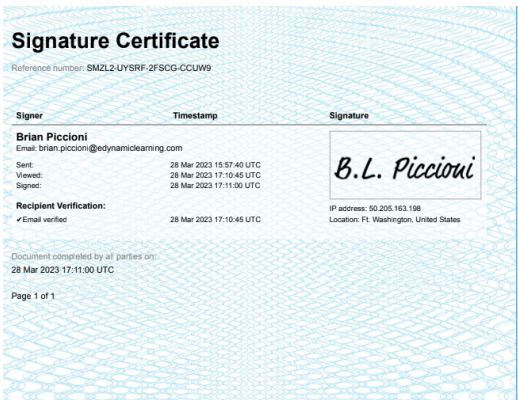 Signature Certificate
Reference number: SMZL2-UYSRF-2FSCG-CCUW9
Signer Timestamp Signature
Brian Piccioni
Email: brian.piccioni@edynamiclearning.com
Sent: 28 Mar 2023 15:57:40 UTC
Viewed: 28 Mar 2023 17:10:45 UTC
Signed: 28 Mar 2023 17:11:00 UTC
B.L. Piccioni
Recipient Verification:
IP address: 50.205.163.198
✔Email verified 28 Mar 2023 17:10:45 UTC
Location: Ft. Washington, United States
Document completed by all parties on:
28 Mar 2023 17:11:00 UTC
Page 1 of 1